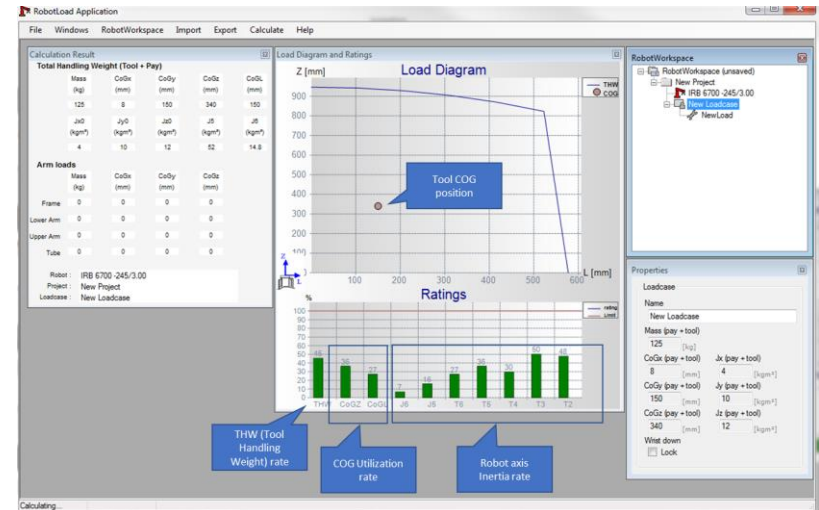 RobotLoad Application
File Windows RobotWorkspace Import Export Calculate Help
Calculation Result
Total Handling Weight (Tool + Pay)
Mass CoGx CoGy CoGz CoGL
(kg) (mm) (mm) (mm) (mm)
125 8 150 340 150
Jx0 Jy0 Jz0 J5 J6
(kgm²) (kgm²) (kgm²) (kgm²) (kgm²)
4 10 12 52 14.8
Arm loads
Mass CoGx CoGy CoGz
(kg) (mm) (mm) (mm)
Frame 0 0 0 0
Lower Arm 0 0 0 0
Upper Arm 0 0 0 0
Tube 0 0 0 0
Robot : IRB 6700 -245/3.00
Project : New Project
Loadcase : New Loadcase
Load Diagram and Ratings
Z [mm]
Load Diagram
THW
COG
900
800
700
600
500
400
300
200
Tool COG
position
Z
L
100 200 300 400 500 600
L [mm]
Ratings
%
rating
Limit
100
90
80
70
60
50
40
30
20
10
0
46 36 27 7 16 27 36 30 50 48
THW CoGZ CoGL J6 J5 T6 T5 T4 T3 T2
THW (Tool
Handling
Weight) rate
COG Utilization
rate
Robot axis
Inertia rate
RobotWorkspace
RobotWorkspace (unsaved)
New Project
IRB 6700 -245/3.00
New Loadcase
NewLoad
Properties
Loadcase
Name
New Loadcase
Mass (pay + tool)
125 [kg]
CoGx (pay + tool) Jx (pay + tool)
8 [mm] 4 [kgm²]
CoGy (pay + tool) Jy (pay + tool)
150 [mm] 10 [kgm²]
CoGz (pay + tool) Jz (pay + tool)
340 [mm] 12 [kgm²]
Wrist down
Lock
Calculating...